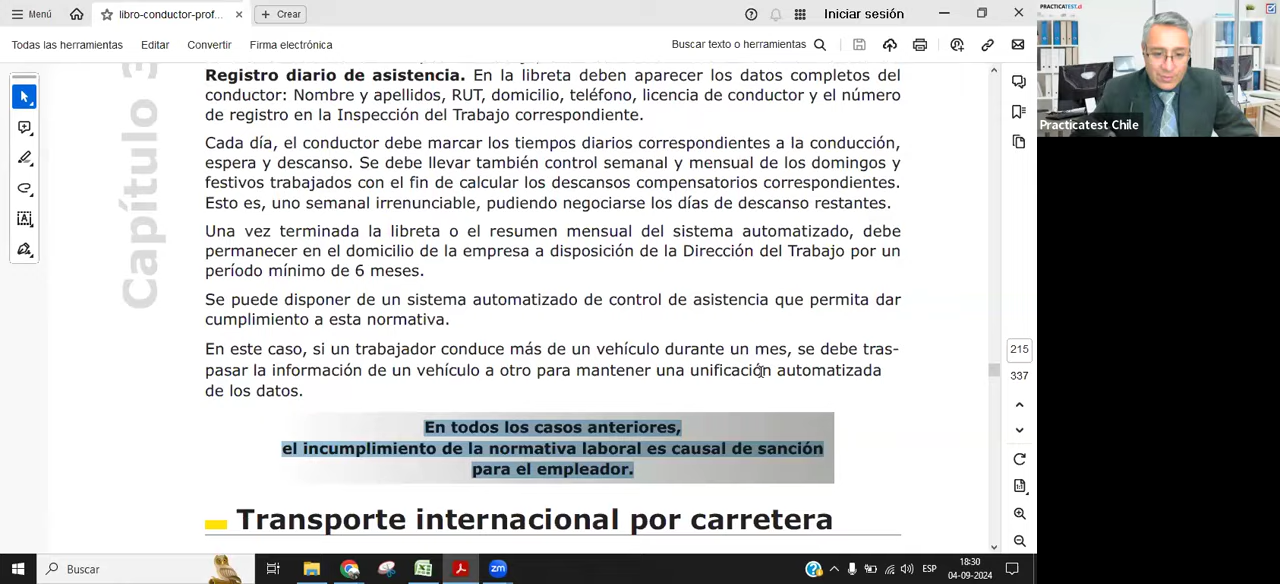 Menú
libro-conductor-prof...
Crear
Iniciar sesión
PRACTICATEST.cl
Todas las herramientas
Editar
Convertir
Firma electrónica
Buscar texto o herramientas
Practicatest Chile
Capítulo 3
Registro diario de asistencia. En la libreta deben aparecer los datos completos del
conductor: Nombre y apellidos, RUT, domicilio, teléfono, licencia de conductor y el número
de registro en la Inspección del Trabajo correspondiente.
Cada día, el conductor debe marcar los tiempos diarios correspondientes a la conducción,
espera y descanso. Se debe llevar también control semanal y mensual de los domingos y
festivos trabajados con el fin de calcular los descansos compensatorios correspondientes.
Esto es, uno semanal irrenunciable, pudiendo negociarse los días de descanso restantes.
Una vez terminada la libreta o el resumen mensual del sistema automatizado, debe
permanecer en el domicilio de la empresa a disposición de la Dirección del Trabajo por un
período mínimo de 6 meses.
Se puede disponer de un sistema automatizado de control de asistencia que permita dar
cumplimiento a esta normativa.
En este caso, si un trabajador conduce más de un vehículo durante un mes, se debe tras-
pasar la información de un vehículo a otro para mantener una unificación automatizada
de los datos.
En todos los casos anteriores,
el incumplimiento de la normativa laboral es causal de sanción
para el empleador.
Transporte internacional por carretera
215
337
Buscar
ESP
18:30
04-09-2024